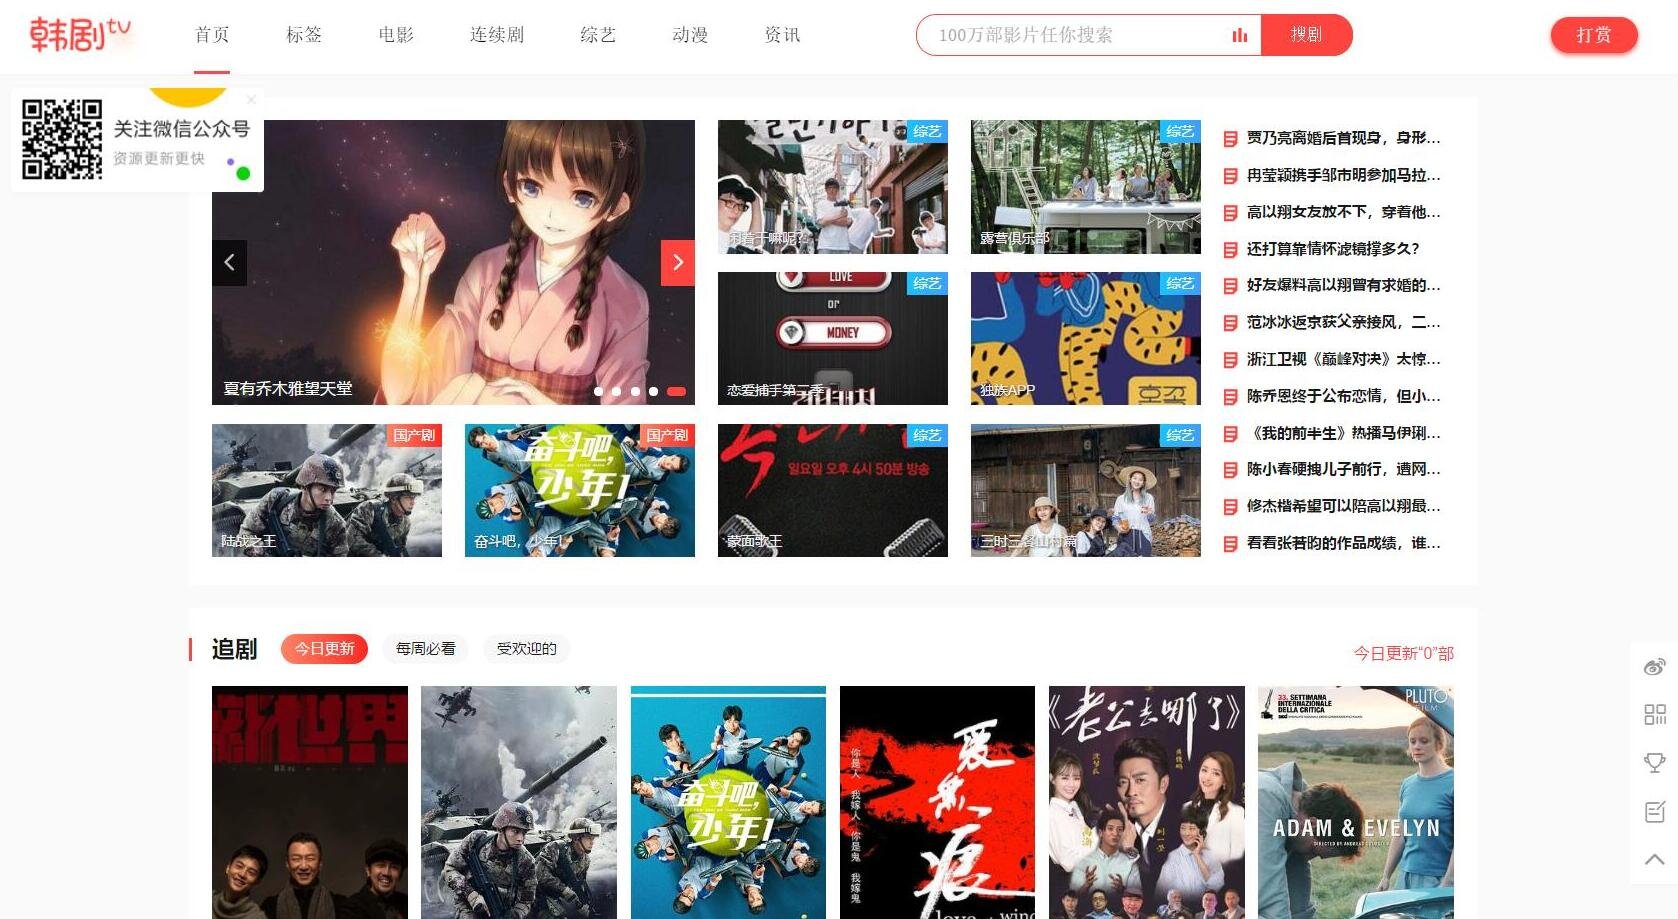 韩剧tv
首页 标签 电影 连续剧 综艺 动漫 资讯
100万部影片任你搜索
搜剧
打赏
关注微信公众号
资源更新更快
夏有乔木雅望天堂
综艺
闲着干嘛呢?
综艺
露营俱乐部
综艺
LOVE
or
MONEY
恋爱捕手第二季
综艺
혼족
独族APP
国产剧
陆战之王
国产剧
奋斗吧,
少年!
奋斗吧，少年!
综艺
일요일 오후 4시 50분 방송
蒙面歌王
综艺
三时三餐山村篇
贾乃亮离婚后首现身，身形...
冉莹颖携手邹市明参加马拉...
高以翔女友放不下，穿着他...
还打算靠情怀滤镜撑多久？
好友爆料高以翔曾有求婚的...
范冰冰返京获父亲接风，二...
浙江卫视《巅峰对决》太惊...
陈乔恩终于公布恋情，但小...
《我的前半生》热播马伊琍...
陈小春硬拽儿子前行，遭网...
修杰楷希望可以陪高以翔最...
看看张若昀的作品成绩，谁...
追剧
今日更新 每周必看 受欢迎的
今日更新“0”部
新世界
奋斗吧,
少年!
爱无痕
你是人 我嫁人 你是鬼 我嫁鬼
《老公去哪了》
33. SETTIMANA
INTERNAZIONALE
DELLA CRITICA
PLUTO
FILM
ADAM & EVELYN